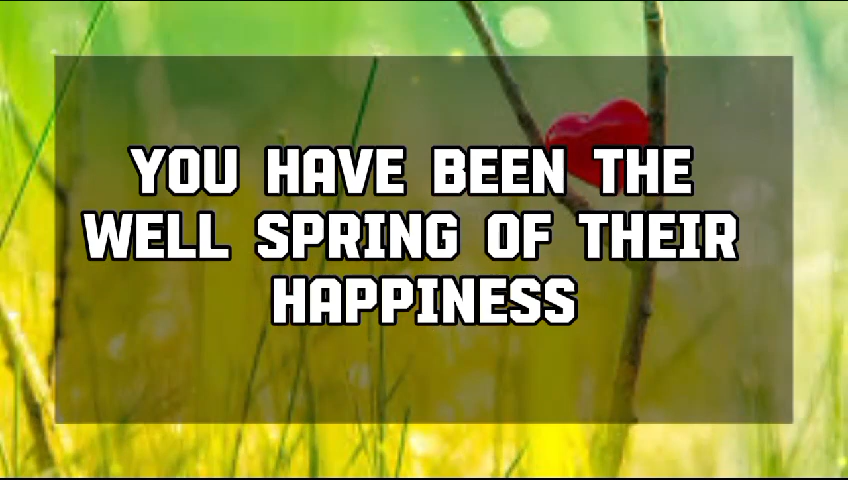 YOU HAVE BEEN THE
WELL SPRING OF THEIR
HAPPINESS